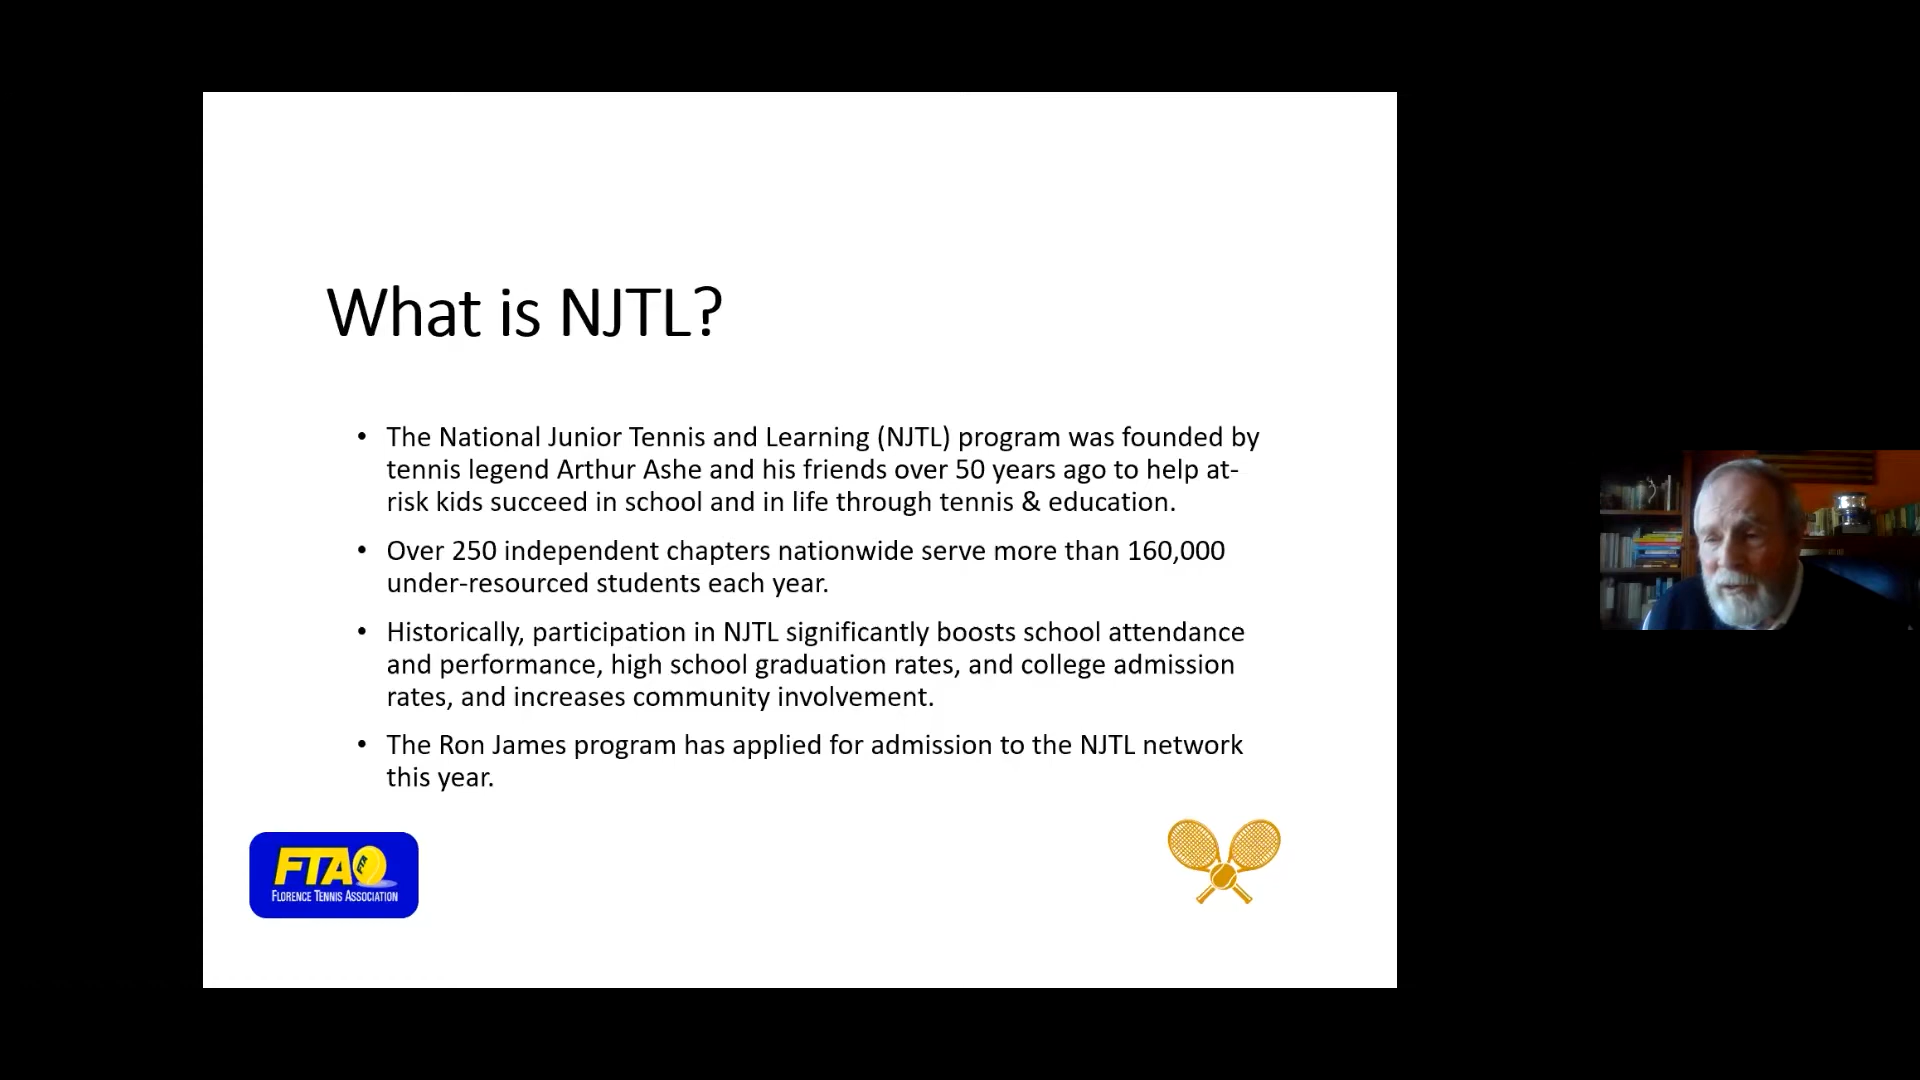 What is NJTL?
• The National Junior Tennis and Learning (NJTL) program was founded by
tennis legend Arthur Ashe and his friends over 50 years ago to help at-
risk kids succeed in school and in life through tennis & education.
• Over 250 independent chapters nationwide serve more than 160,000
under-resourced students each year.
• Historically, participation in NJTL significantly boosts school attendance
and performance, high school graduation rates, and college admission
rates, and increases community involvement.
• The Ron James program has applied for admission to the NJTL network
this year.
FTA
FTA
FLORENCE TENNIS ASSOCIATION